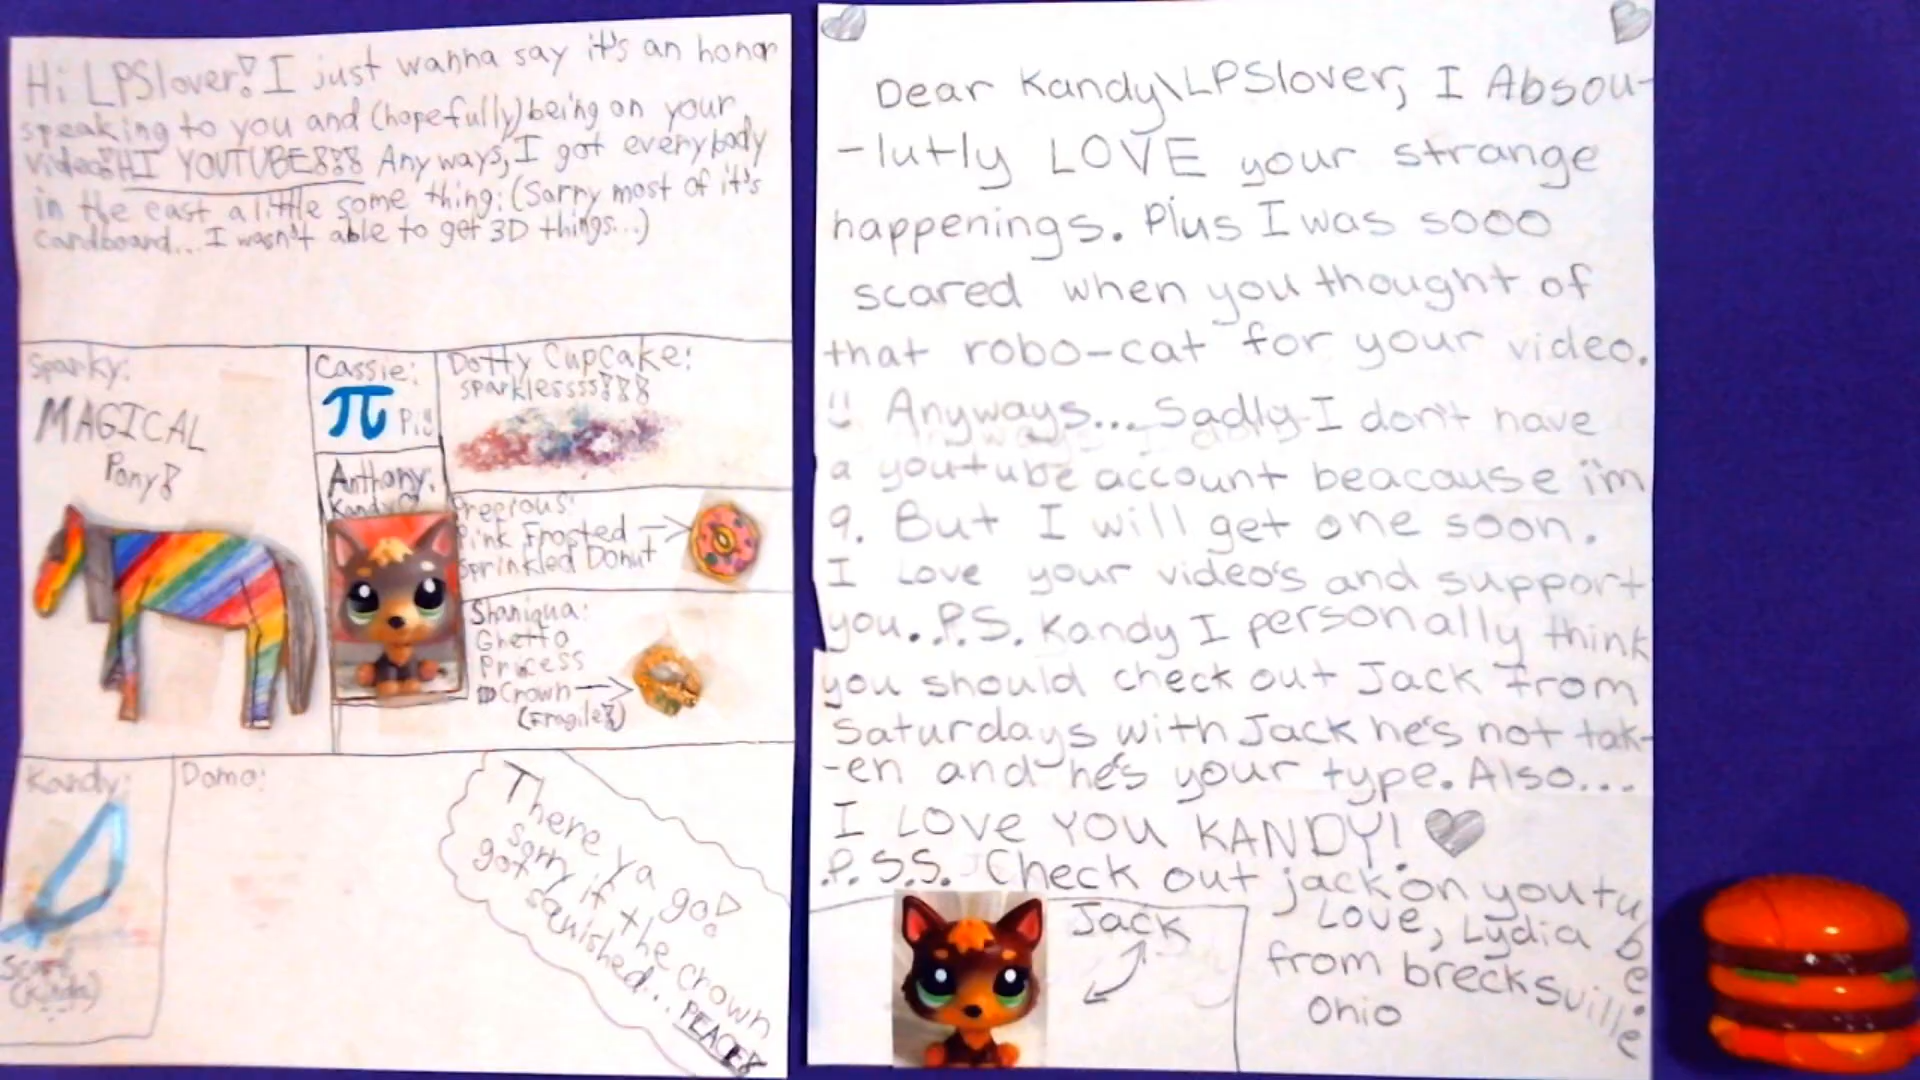 Hi LPSlover! I just wanna say it's an honor
speaking to you and (hopefully) being on your
video! HI YOUTUBE!!! Any ways, I got everybody
in the cast a little some thing: (Sorry most of it's
cardboard... I wasn't able to get 3D things...)
Sparky:
MAGICAL
Pony!
Cassie:
π Pig
Dotty Cupcake:
sparklessss!!!
Anthony:
Kandy
Precious:
Pink Frosted
Sprinkled Donut
Shaniqua:
Ghetto
Princess
Crown
(Fragile!)
Kandy:
Scarf
(Kinda)
Domo:
There ya go!
sorry if the crown
got squished...
PEACE!
Dear Kandy\LPSlover, I Absou-
-lutly LOVE your strange
happenings. Plus I was sooo
scared when you thought of
that robo-cat for your video.
Anyways.... Sadly I don't have
a youtube account beacause i'm
9. But I will get one soon.
I Love your video's and support
you. P.S. Kandy I personally think
you should check out Jack from
Saturdays with Jack he's not tak-
-en and he's your type. Also...
I LOVE YOU KANDY!
P.S.S. Check out jack on youtube
Jack
Love, Lydia
from brecksville
Ohio